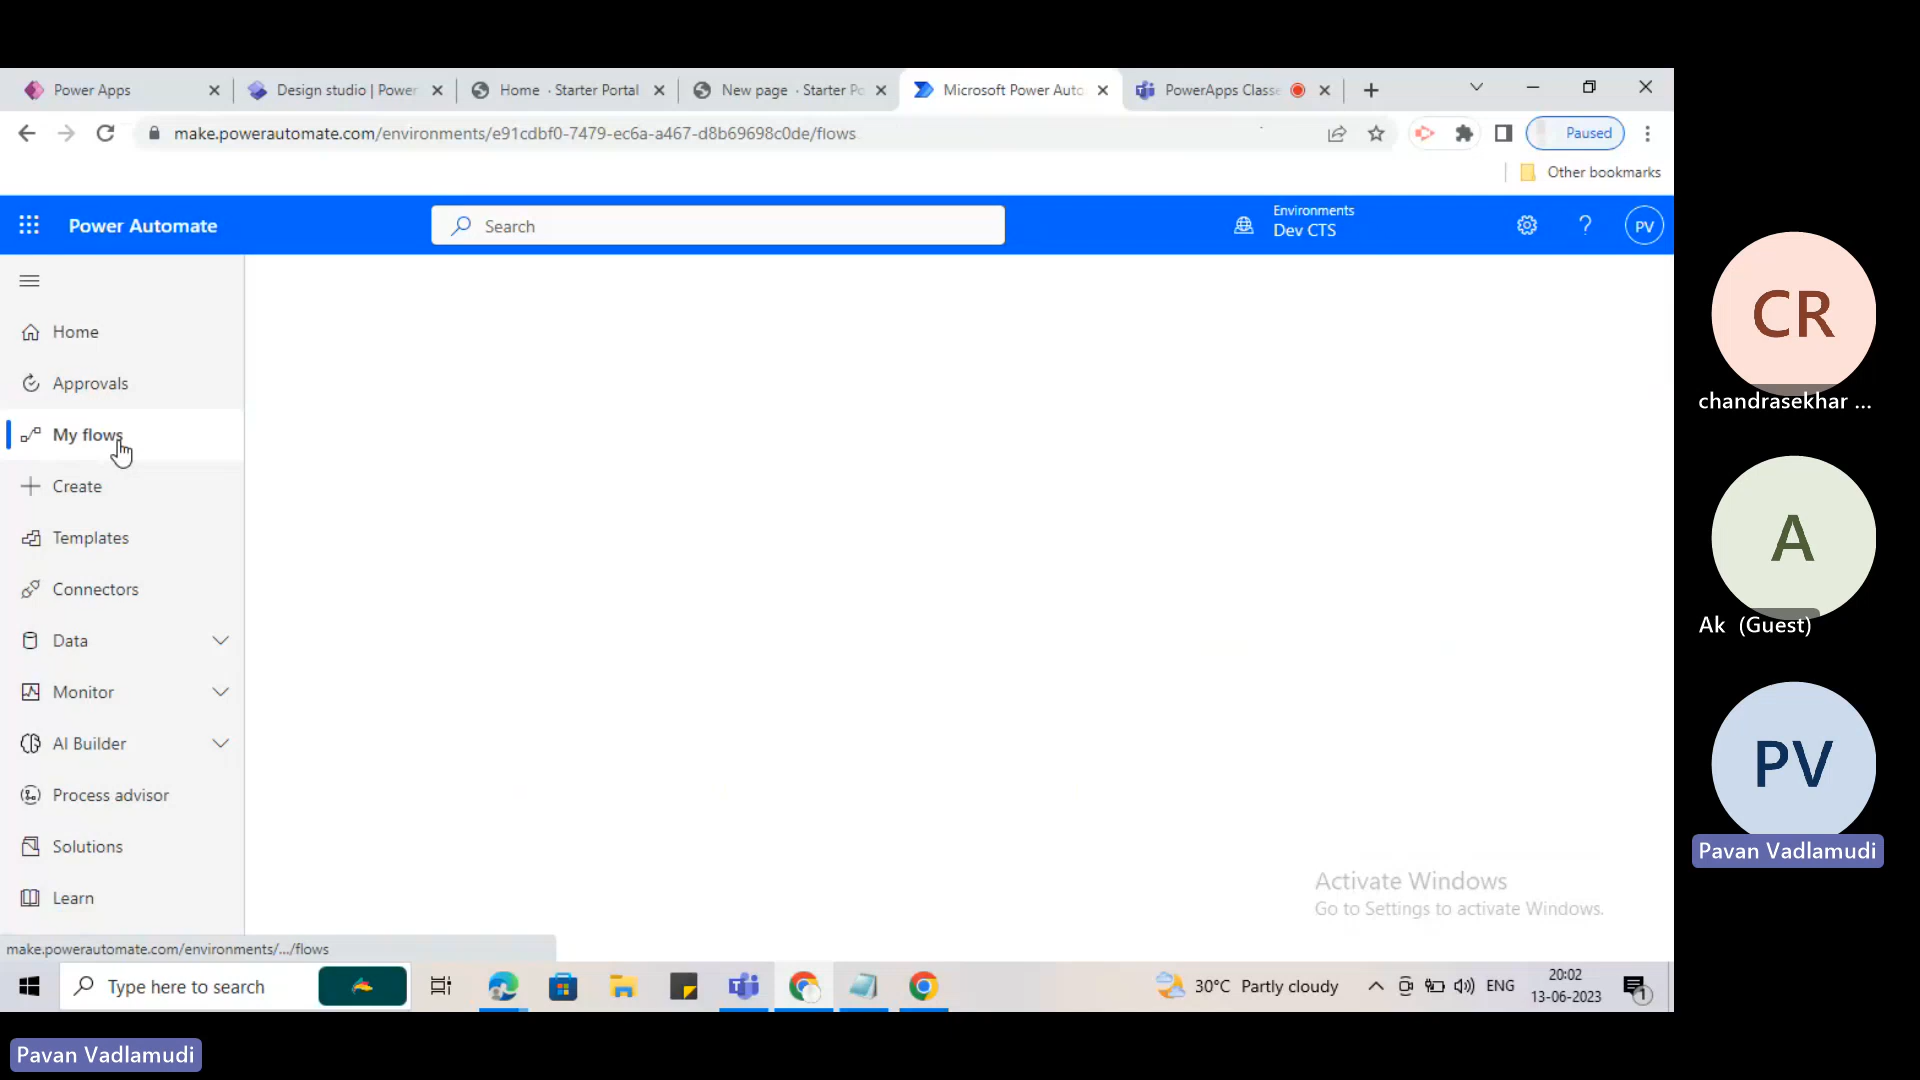 Power Apps
Design studio | Power
Home · Starter Portal
New page · Starter Po
Microsoft Power Auto
PowerApps Classe
make.powerautomate.com/environments/e91cdbf0-7479-ec6a-a467-d8b69698c0de/flows
Paused
Other bookmarks
Power Automate
Search
Environments
Dev CTS
?
PV
Home
Approvals
My flows
Create
Templates
Connectors
Data
Monitor
AI Builder
Process advisor
Solutions
Learn
Activate Windows
Go to Settings to activate Windows.
make.powerautomate.com/environments/.../flows
Type here to search
30°C Partly cloudy
ENG
20:02
13-06-2023
1
CR
chandrasekhar ...
A
Ak (Guest)
PV
Pavan Vadlamudi
Pavan Vadlamudi